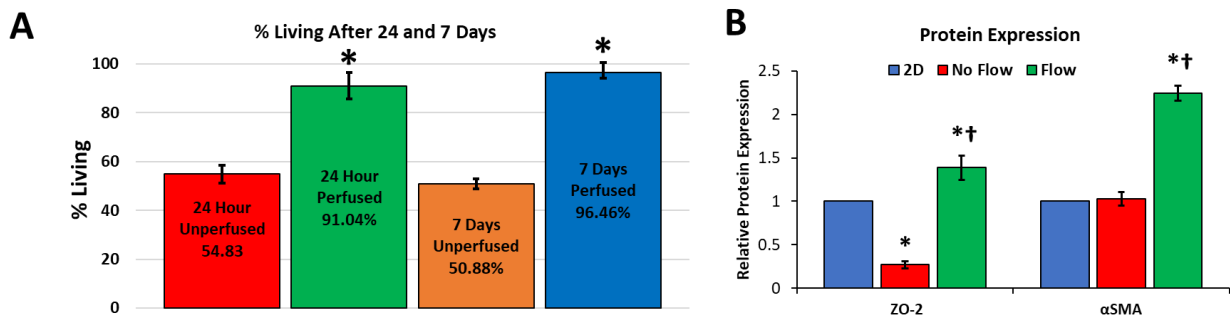 A
% Living After 24 and 7 Days
% Living
100
80
60
40
20
0
*
*
24 Hour
Unperfused
54.83
24 Hour
Perfused
91.04%
7 Days
Unperfused
50.88%
7 Days
Perfused
96.46%
B
Protein Expression
2D
No Flow
Flow
Relative Protein Expression
2.5
2
1.5
1
0.5
0
*
*†
*†
ZO-2
αSMA